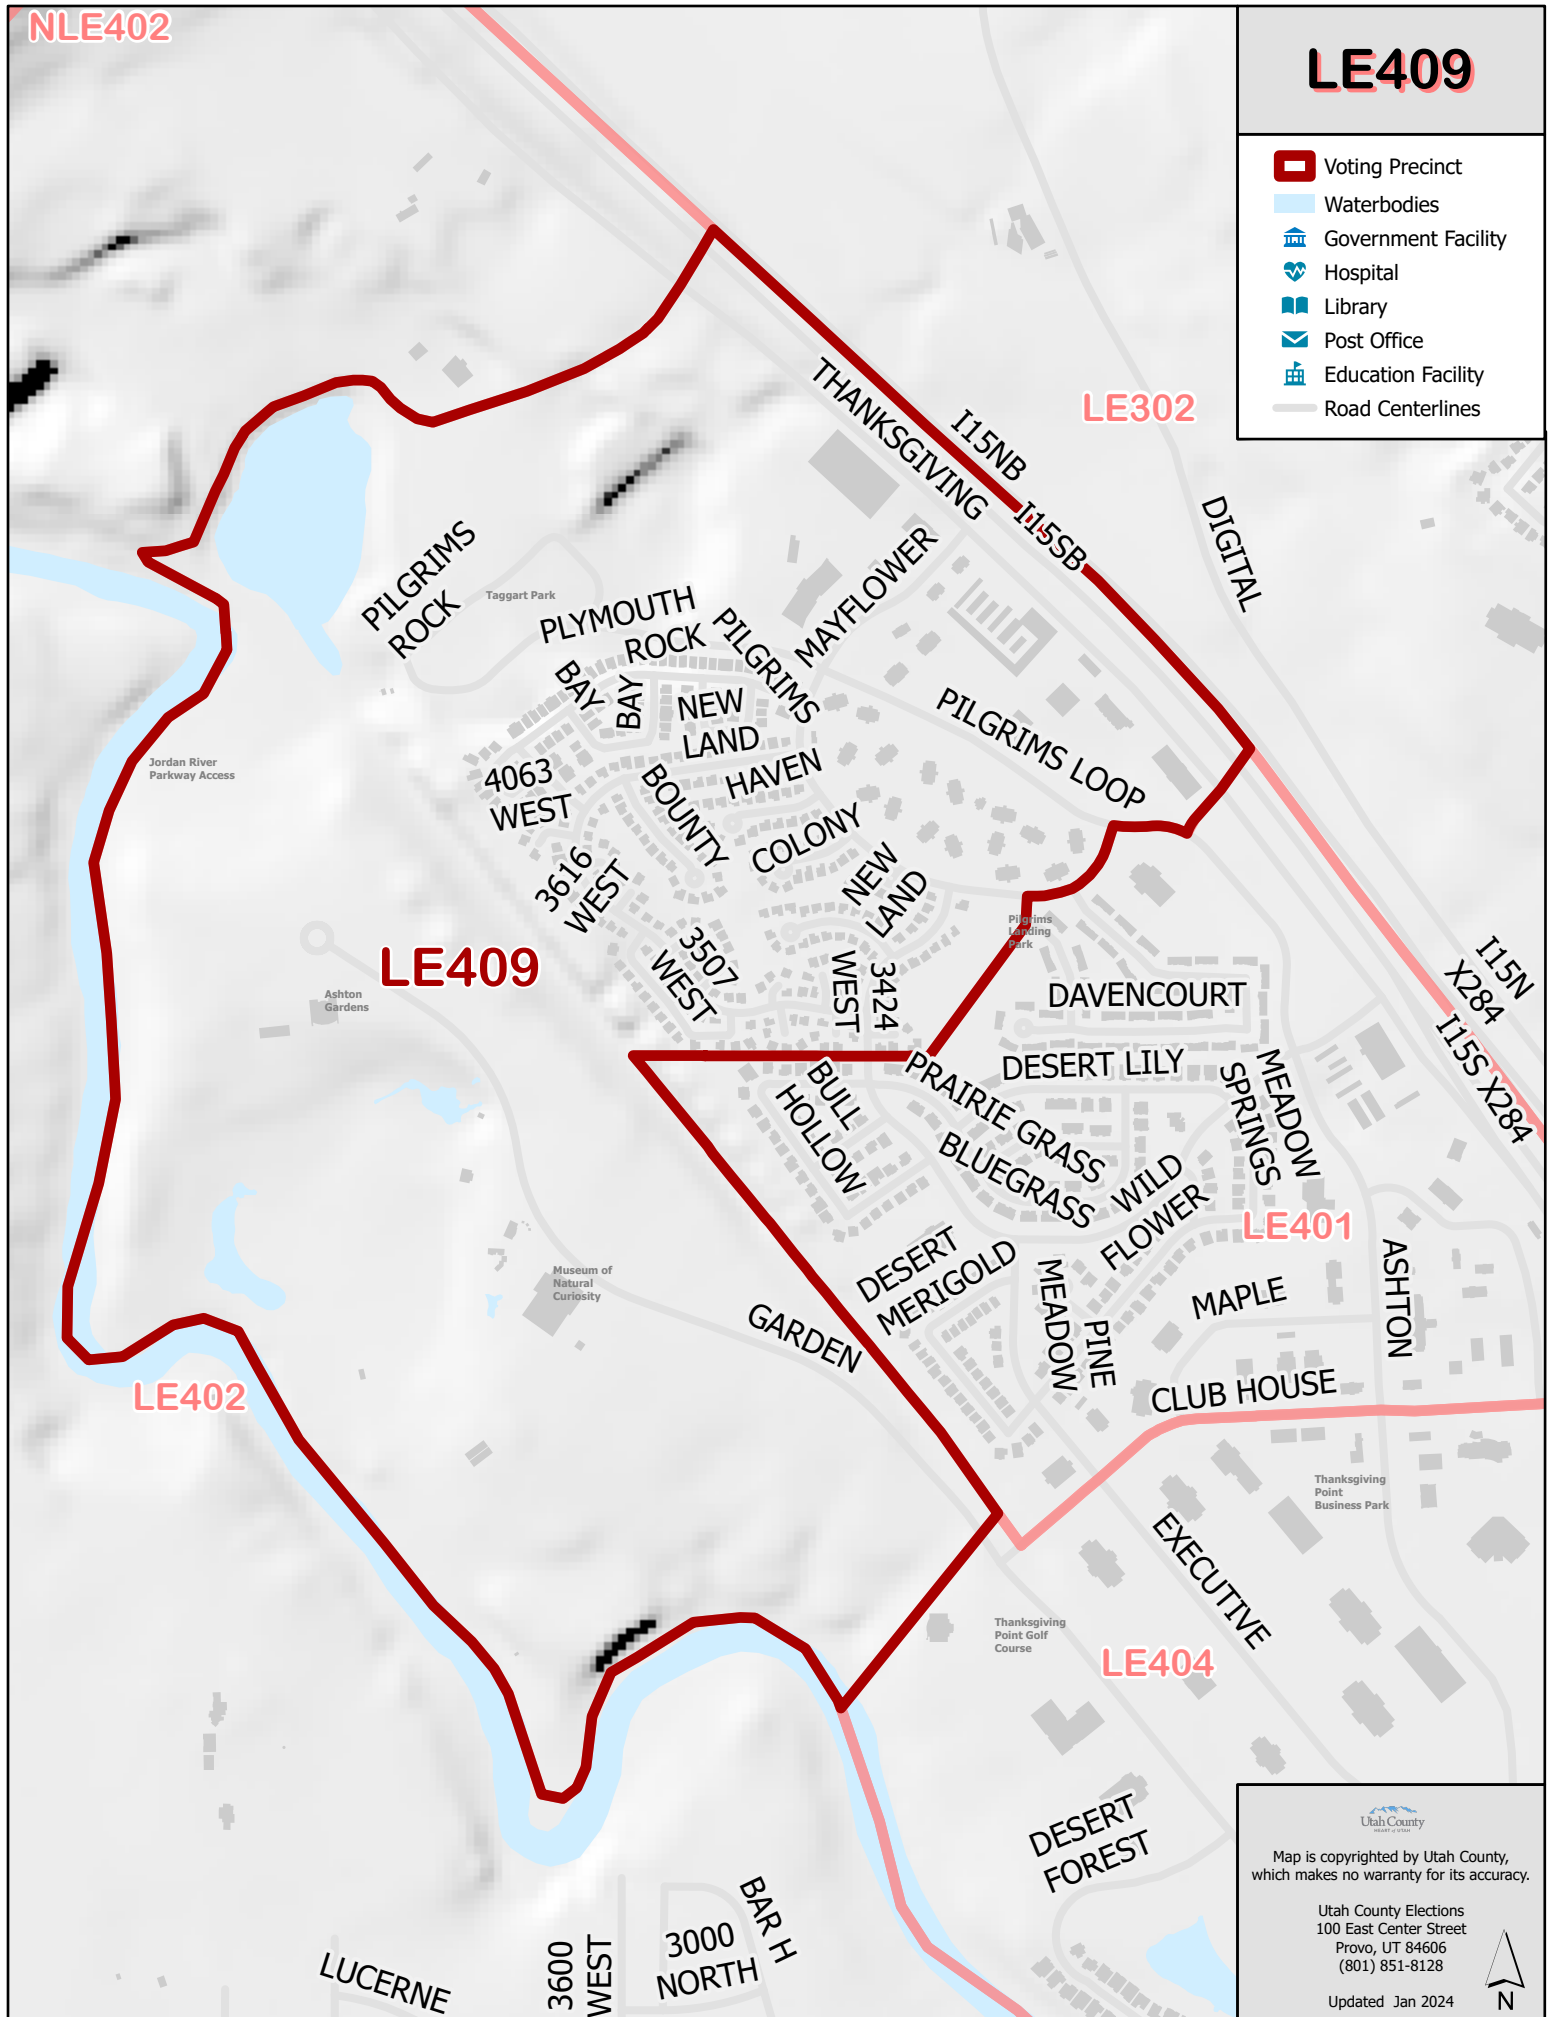 NLE402
LE409
Voting Precinct
Waterbodies
Government Facility
Hospital
Library
Post Office
Education Facility
Road Centerlines
LE302
THANKSGIVING
I15NB
I15SB
DIGITAL
PILGRIMS
ROCK
Taggart Park
PLYMOUTH
ROCK
PILGRIMS
MAYFLOWER
BAY
BAY
NEW
LAND
PILGRIMS LOOP
Jordan River
Parkway Access
4063
WEST
HAVEN
BOUNTY
COLONY
3616
WEST
NEW
LAND
Pilgrims
Landing
Park
LE409
3507
WEST
3424
WEST
I15N
X284
I15S X284
Ashton
Gardens
DAVENCOURT
DESERT LILY
MEADOW
SPRINGS
BULL
HOLLOW
PRAIRIE GRASS
BLUEGRASS
WILD
FLOWER
LE401
DESERT
MERIGOLD
MEADOW
PINE
MAPLE
ASHTON
Museum of
Natural
Curiosity
GARDEN
CLUB HOUSE
LE402
Thanksgiving
Point
Business Park
EXECUTIVE
Thanksgiving
Point Golf
Course
LE404
DESERT
FOREST
BAR H
3000
NORTH
3600
WEST
LUCERNE
Utah County
HEART of UTAH
Map is copyrighted by Utah County,
which makes no warranty for its accuracy.
Utah County Elections
100 East Center Street
Provo, UT 84606
(801) 851-8128
Updated Jan 2024
N